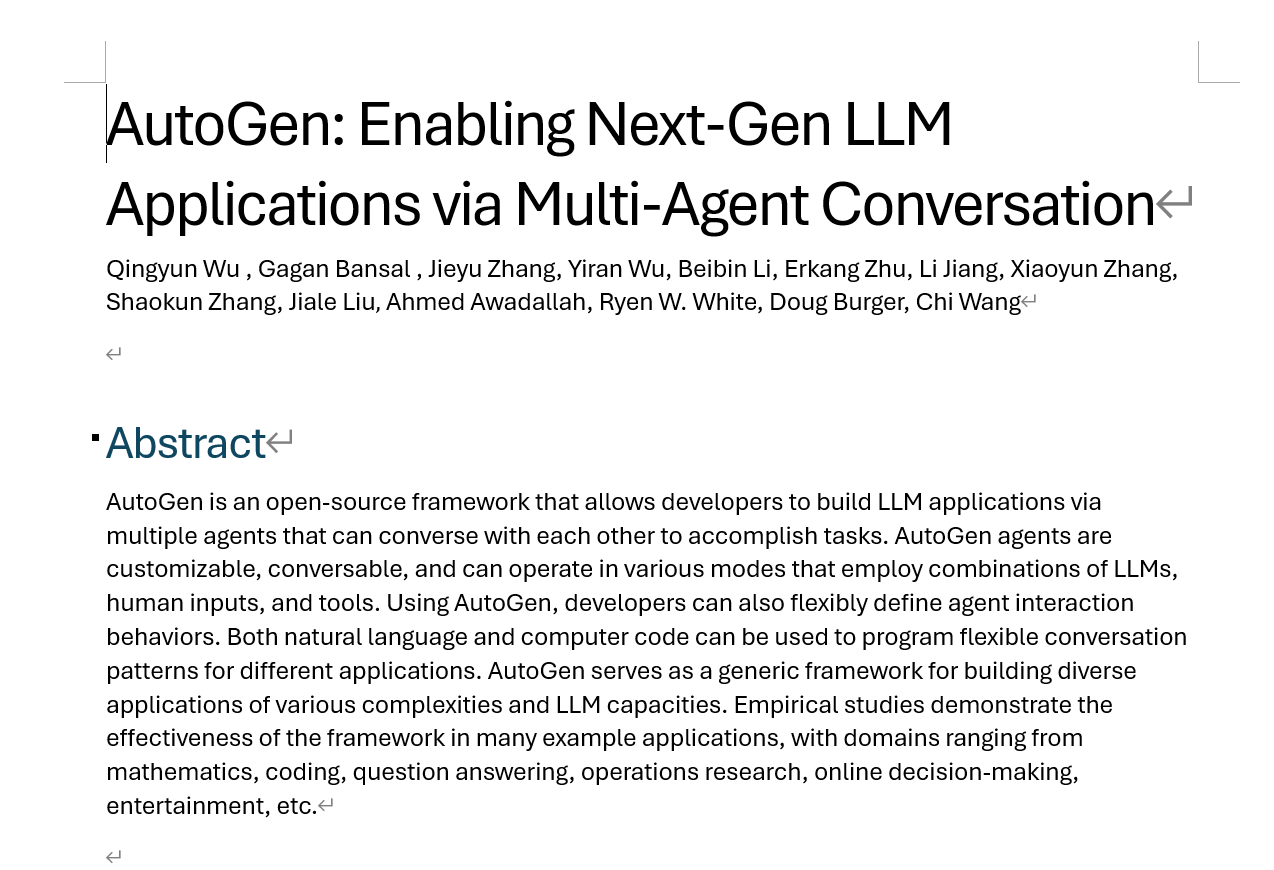 AutoGen: Enabling Next-Gen LLM
Applications via Multi-Agent Conversation
Qingyun Wu , Gagan Bansal , Jieyu Zhang, Yiran Wu, Beibin Li, Erkang Zhu, Li Jiang, Xiaoyun Zhang,
Shaokun Zhang, Jiale Liu, Ahmed Awadallah, Ryen W. White, Doug Burger, Chi Wang
Abstract
AutoGen is an open-source framework that allows developers to build LLM applications via
multiple agents that can converse with each other to accomplish tasks. AutoGen agents are
customizable, conversable, and can operate in various modes that employ combinations of LLMs,
human inputs, and tools. Using AutoGen, developers can also flexibly define agent interaction
behaviors. Both natural language and computer code can be used to program flexible conversation
patterns for different applications. AutoGen serves as a generic framework for building diverse
applications of various complexities and LLM capacities. Empirical studies demonstrate the
effectiveness of the framework in many example applications, with domains ranging from
mathematics, coding, question answering, operations research, online decision-making,
entertainment, etc.